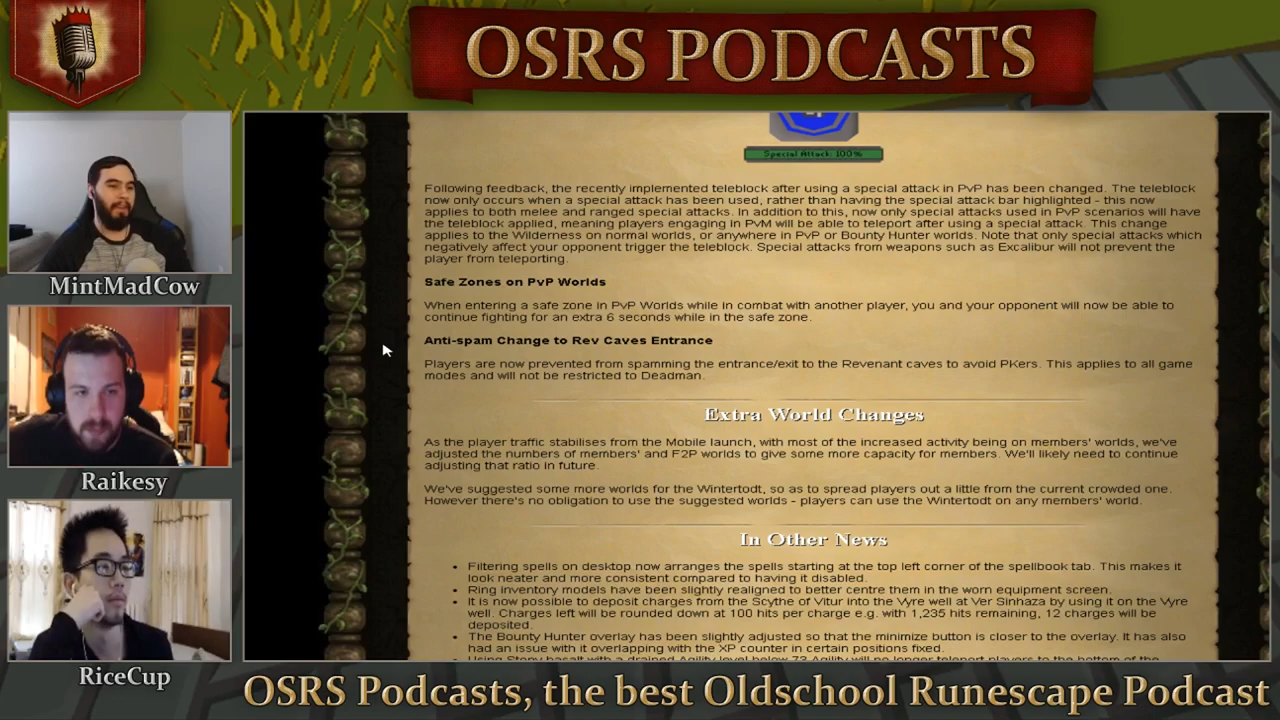 OSRS PODCASTS
Special Attack: 100%
Following feedback, the recently implemented teleblock after using a special attack in PvP has been changed. The teleblock
now only occurs when a special attack has been used, rather than having the special attack bar highlighted - this now
applies to both melee and ranged special attacks. In addition to this, now only special attacks used in PvP scenarios will have
the teleblock applied, meaning players engaging in PvM will be able to teleport after using a special attack. This change
applies to the Wilderness on normal worlds, or anywhere in PvP or Bounty Hunter worlds. Note that only special attacks which
negatively affect your opponent trigger the teleblock. Special attacks from weapons such as Excalibur will not prevent the
player from teleporting.
Safe Zones on PvP Worlds
When entering a safe zone in PvP Worlds while in combat with another player, you and your opponent will now be able to
continue fighting for an extra 6 seconds while in the safe zone.
Anti-spam Change to Rev Caves Entrance
Players are now prevented from spamming the entrance/exit to the Revenant caves to avoid PKers. This applies to all game
modes and will not be restricted to Deadman.
Extra World Changes
As the player traffic stabilises from the Mobile launch, with most of the increased activity being on members' worlds, we've
adjusted the numbers of members' and F2P worlds to give some more capacity for members. We'll likely need to continue
adjusting that ratio in future.
We've suggested some more worlds for the Wintertodt, so as to spread players out a little from the current crowded one.
However there's no obligation to use the suggested worlds - players can use the Wintertodt on any members' world.
In Other News
• Filtering spells on desktop now arranges the spells starting at the top left corner of the spellbook tab. This makes it
look neater and more consistent compared to having it disabled.
• Ring inventory models have been slightly realigned to better centre them in the worn equipment screen.
• It is now possible to deposit charges from the Scythe of Vitur into the Vyre well at Ver Sinhaza by using it on the Vyre
well. Charges left will be rounded down at 100 hits per charge e.g. with 1,235 hits remaining, 12 charges will be
deposited.
• The Bounty Hunter overlay has been slightly adjusted so that the minimize button is closer to the overlay. It has also
had an issue with it overlapping with the XP counter in certain positions fixed.
• Using Stony basalt with a drained Agility level below 73 Agility will no longer teleport players to the bottom of the
MintMadCow
Raikesy
RiceCup
OSRS Podcasts, the best Oldschool Runescape Podcast